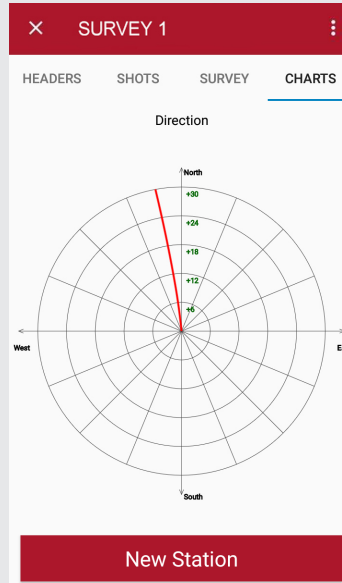 SURVEY 1
HEADERS SHOTS SURVEY CHARTS
Direction
North
+30
+24
+18
+12
+6
West E
South
New Station